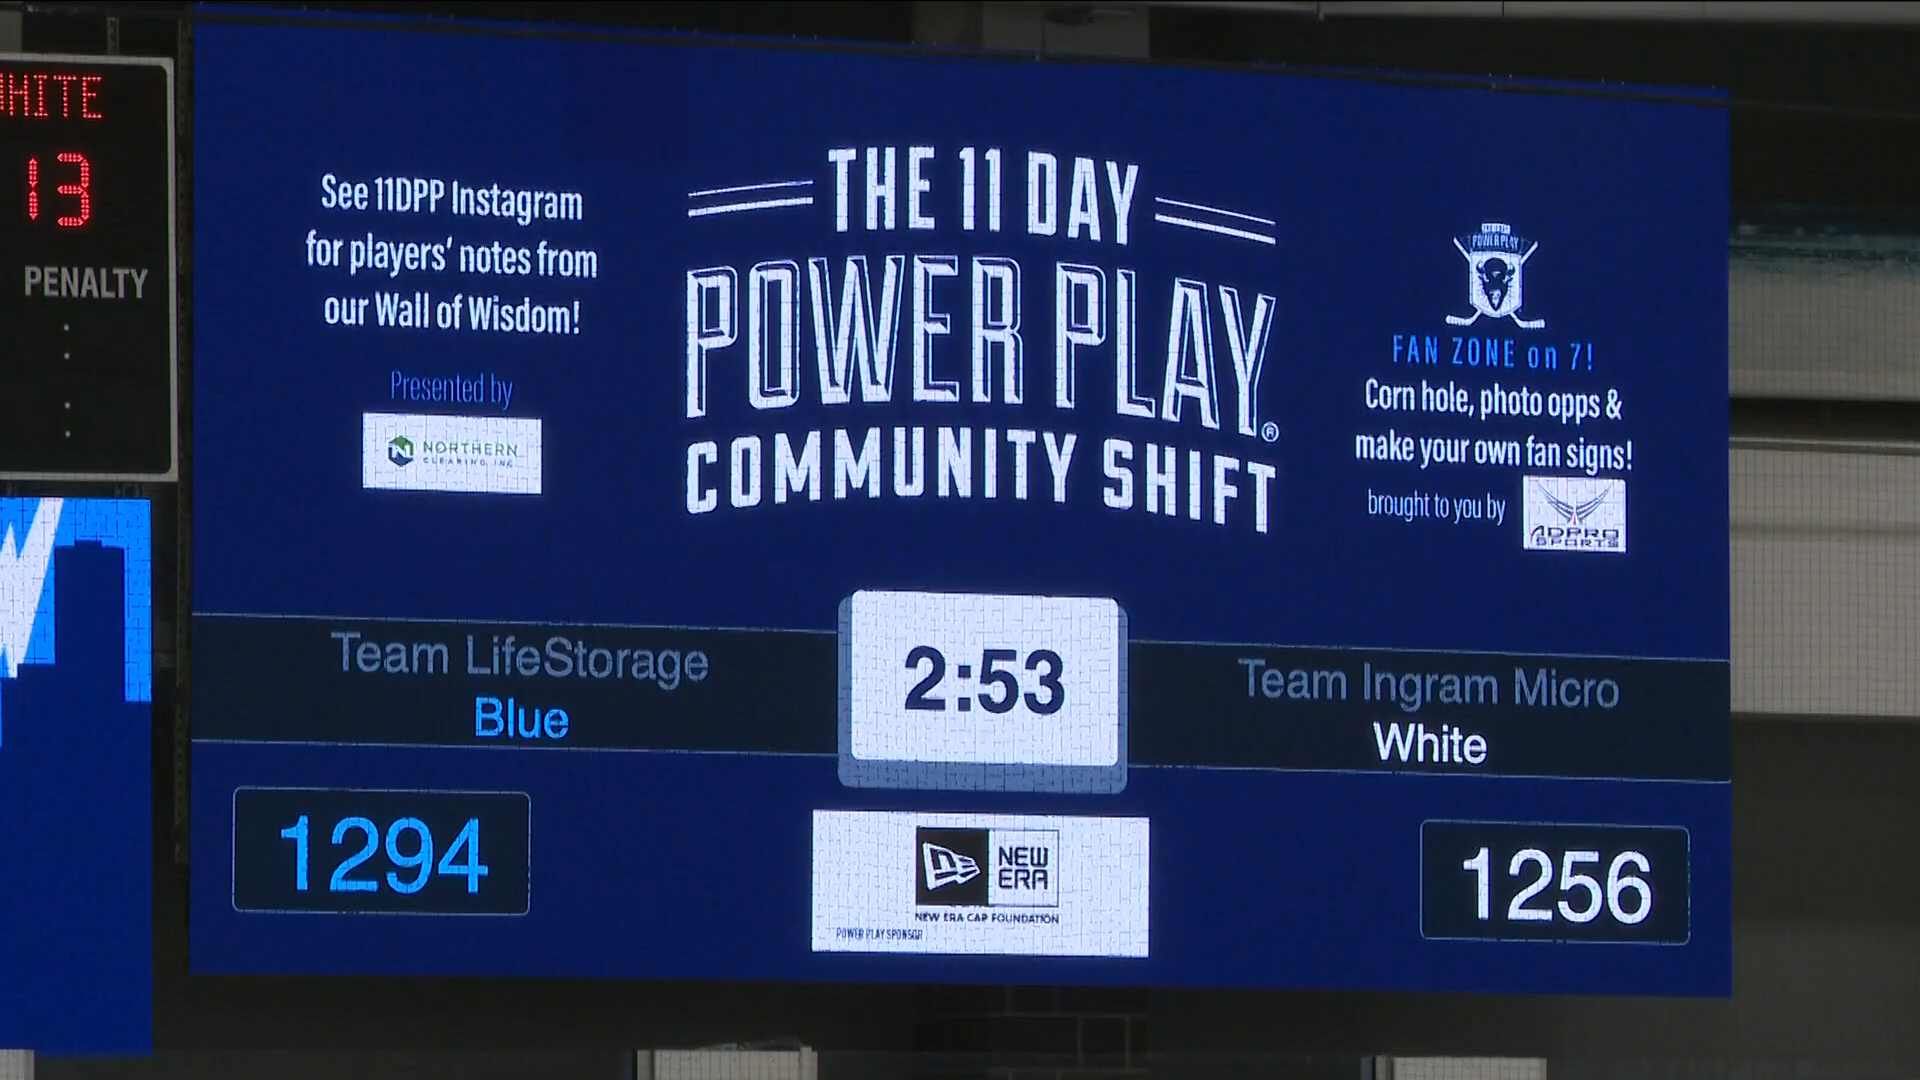 HITE
13
PENALTY
See 11DPP Instagram
for players' notes from
our Wall of Wisdom!
Presented by
NORTHERN
CLEARING INC
THE 11 DAY
POWER PLAY®
COMMUNITY SHIFT
POWER PLAY
FAN ZONE on 7!
Corn hole, photo opps &
make your own fan signs!
brought to you by
ADPRO
SPORTS
Team LifeStorage
Blue
2:53
Team Ingram Micro
White
1294
NEW
ERA
NEW ERA CAP FOUNDATION
POWER PLAY SPONSOR
1256